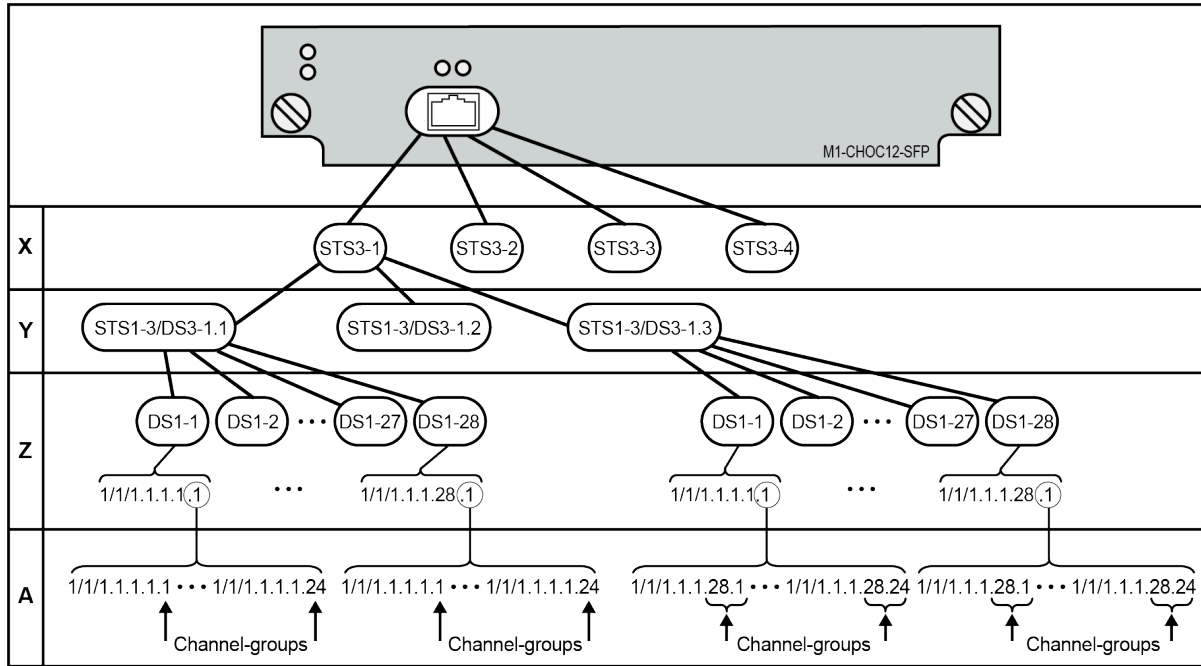 M1-CHOC12-SFP
X
STS3-1 STS3-2 STS3-3 STS3-4
Y
STS1-3/DS3-1.1 STS1-3/DS3-1.2 STS1-3/DS3-1.3
Z
DS1-1 DS1-2 ••• DS1-27 DS1-28 DS1-1 DS1-2 ••• DS1-27 DS1-28
1/1/1.1.1.1.1 ••• 1/1/1.1.1.28.1 1/1/1.1.1.1.1 ••• 1/1/1.1.1.28.1
A
1/1/1.1.1.1.1 ••• 1/1/1.1.1.1.24 1/1/1.1.1.1.1 ••• 1/1/1.1.1.1.24 1/1/1.1.1.28.1 ••• 1/1/1.1.1.28.24 1/1/1.1.1.28.1 ••• 1/1/1.1.1.28.24
Channel-groups Channel-groups Channel-groups Channel-groups